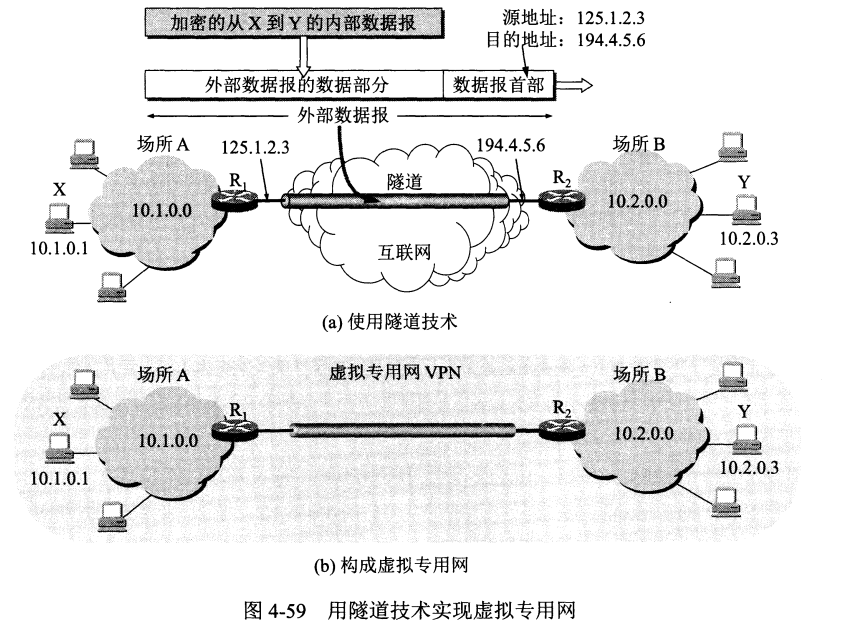 加密的从 X 到 Y 的内部数据报
源地址：125.1.2.3
目的地址：194.4.5.6
外部数据报的数据部分
数据报首部
外部数据报
场所 A
125.1.2.3
194.4.5.6
场所 B
X
R1
隧道
R2
Y
10.1.0.0
10.2.0.0
10.1.0.1
互联网
10.2.0.3
(a) 使用隧道技术
场所 A
虚拟专用网 VPN
场所 B
X
R1
R2
Y
10.1.0.0
10.2.0.0
10.1.0.1
10.2.0.3
(b) 构成虚拟专用网
图 4-59 用隧道技术实现虚拟专用网